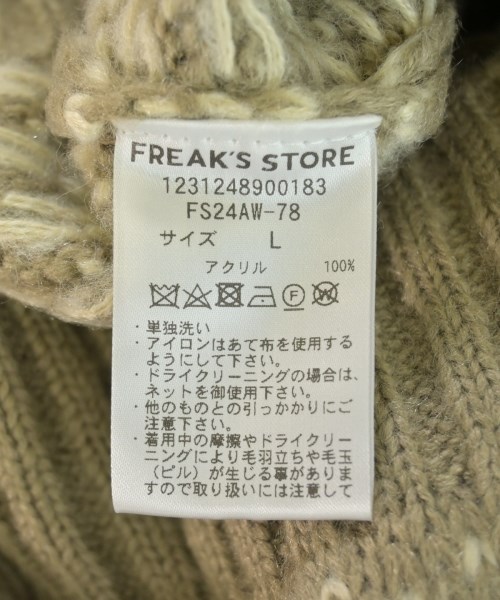 FREAK'S STORE
1231248900183
FS24AW-78
サイズ L
アクリル 100%
F W
・単独洗い
・アイロンはあて布を使用する
ようにして下さい。
・ドライクリーニングの場合は、
ネットを御使用下さい。
・他のものとの引っかかりにご
注意下さい。
・着用中の摩擦やドライクリー
ニングにより毛羽立ちや毛玉
（ピル）が生じる事がありま
すので取り扱いには注意して